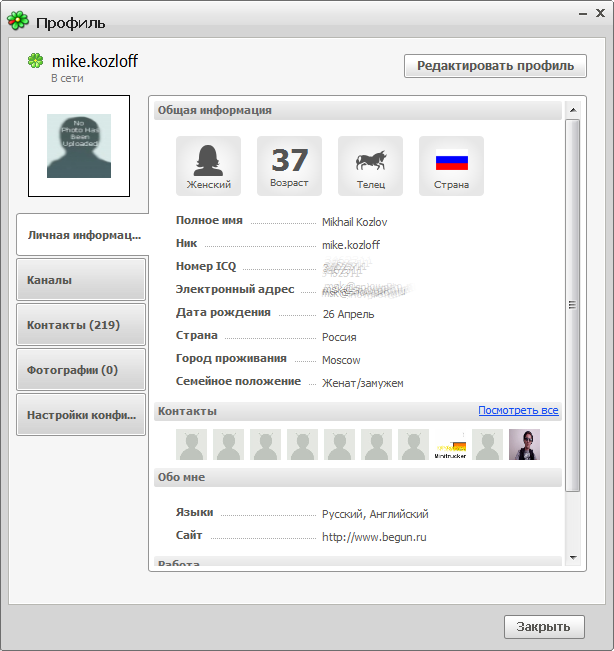 Профиль
mike.kozloff
В сети
Редактировать профиль
No
Photo Has
Been
Uploaded
Личная информац...
Каналы
Контакты (219)
Фотографии (0)
Настройки конфи...
Общая информация
Женский
37
Возраст
Телец
Страна
Полное имя Mikhail Kozlov
Ник mike.kozloff
Номер ICQ
Электронный адрес
Дата рождения 26 Апрель
Страна Россия
Город проживания Moscow
Семейное положение Женат/замужем
Контакты Посмотреть все
Minitrucker
Обо мне
Языки Русский, Английский
Сайт http://www.begun.ru
Работа
Закрыть